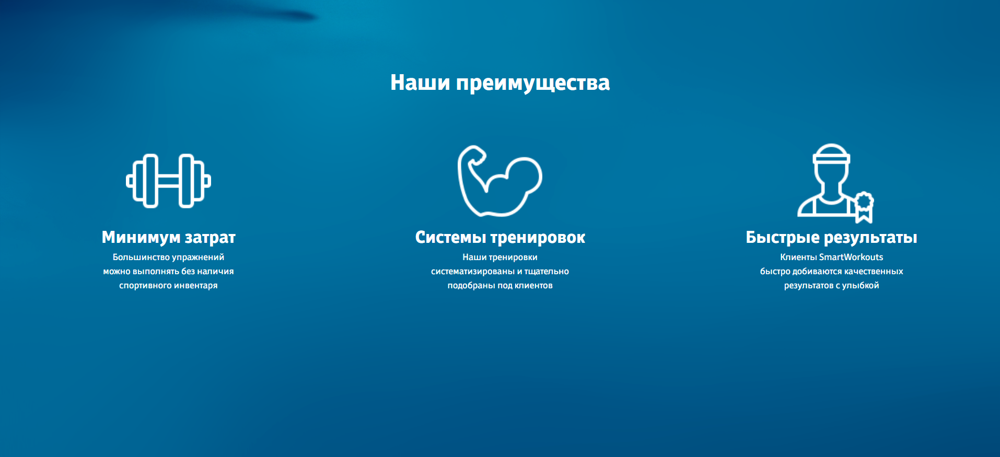 Наши преимущества
Минимум затрат
Большинство упражнений
можно выполнять без наличия
спортивного инвентаря
Системы тренировок
Наши тренировки
систематизированы и тщательно
подобраны под клиентов
Быстрые результаты
Клиенты SmartWorkouts
быстро добиваются качественных
результатов с улыбкой